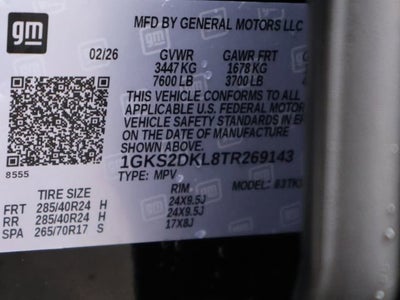 gm
MFD BY GENERAL MOTORS LLC
02/26 GVWR GAWR FRT
3447 KG 1678 KG
7600 LB 3700 LB
THIS VEHICLE CONFORMS TO
APPLICABLE U.S. FEDERAL MOTOR
VEHICLE SAFETY STANDARDS IN
ON THE DATE OF MANUFACTURE
SHOWN ABOVE.
1GKS2DKL8TR269143
8555 TYPE: MPV
TIRE SIZE RIM
FRT 285/40R24 H 24X9.5J
RR 285/40R24 H 24X9.5J
SPA 265/70R17 S 17X8J